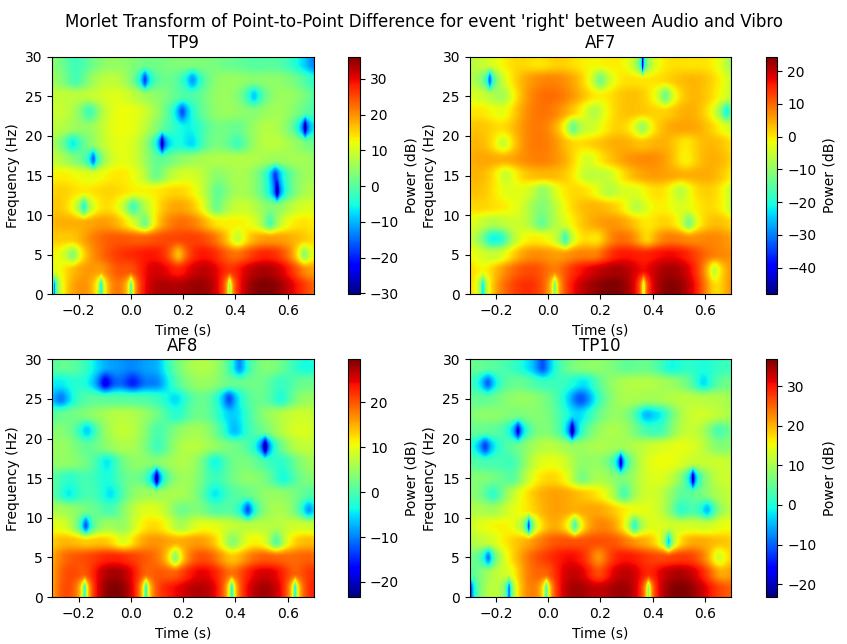 Morlet Transform of Point-to-Point Difference for event 'right' between Audio and Vibro
TP9
AF7
30
25
20
15
10
5
0
Frequency (Hz)
−0.2 0.0 0.2 0.4 0.6
Time (s)
30
20
10
0
−10
−20
−30
Power (dB)
30
25
20
15
10
5
0
Frequency (Hz)
−0.2 0.0 0.2 0.4 0.6
Time (s)
20
10
0
−10
−20
−30
−40
Power (dB)
AF8
TP10
30
25
20
15
10
5
0
Frequency (Hz)
−0.2 0.0 0.2 0.4 0.6
Time (s)
20
10
0
−10
−20
Power (dB)
30
25
20
15
10
5
0
Frequency (Hz)
−0.2 0.0 0.2 0.4 0.6
Time (s)
30
20
10
0
−10
−20
Power (dB)